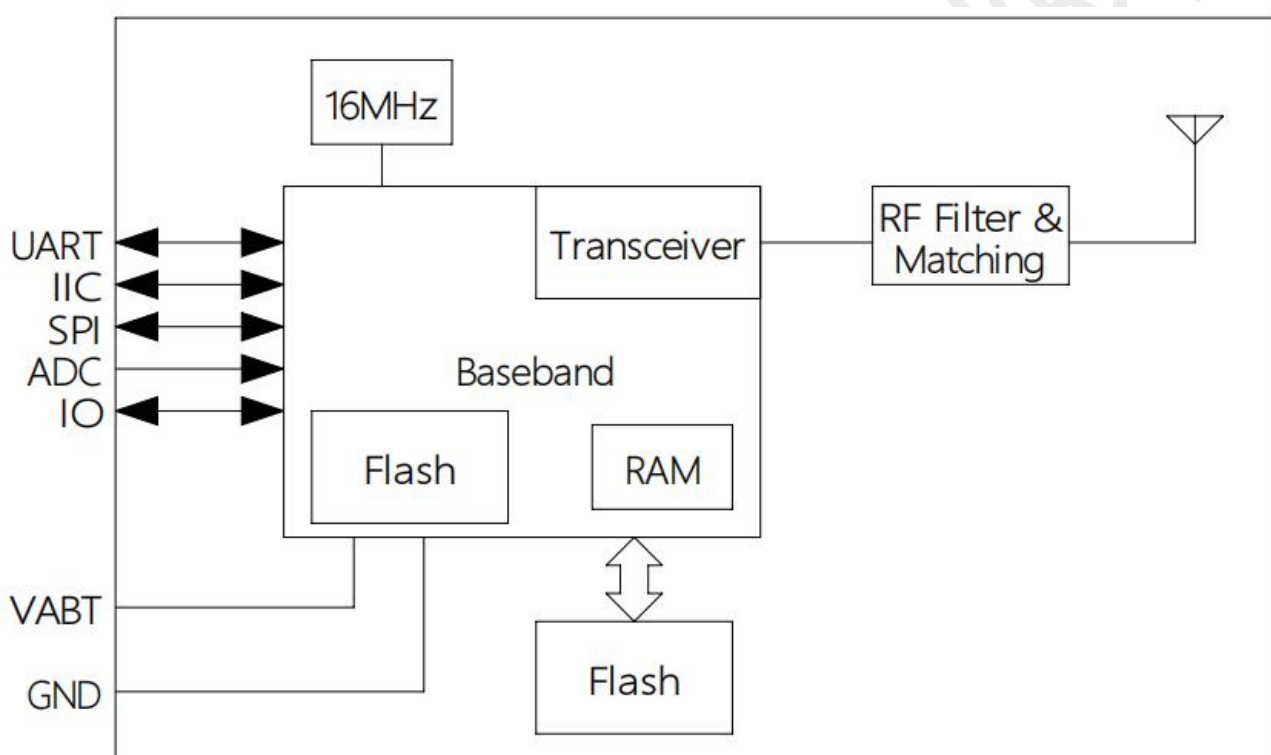 16MHz
UART
IIC
SPI
ADC
IO
Transceiver
RF Filter &
Matching
Baseband
Flash
RAM
VABT
GND
Flash